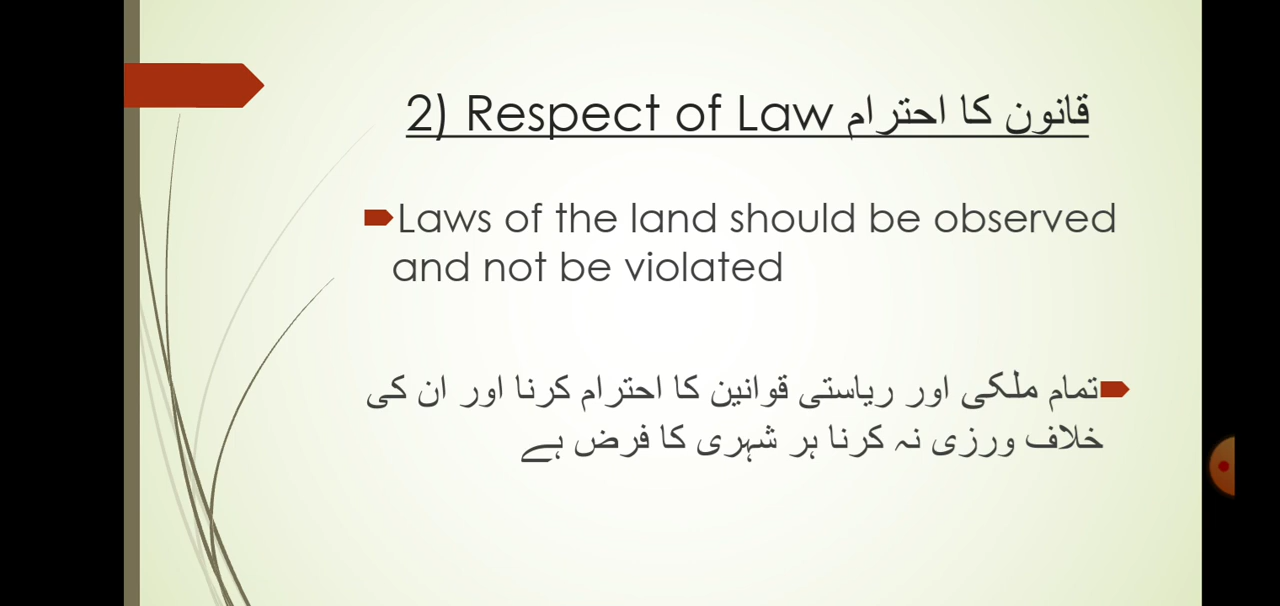 2) Respect of Law قانون کا احترام
Laws of the land should be observed
and not be violated
تمام ملکی اور ریاستی قوانین کا احترام کرنا اور ان کی
خلاف ورزی نہ کرنا ہر شہری کا فرض ہے